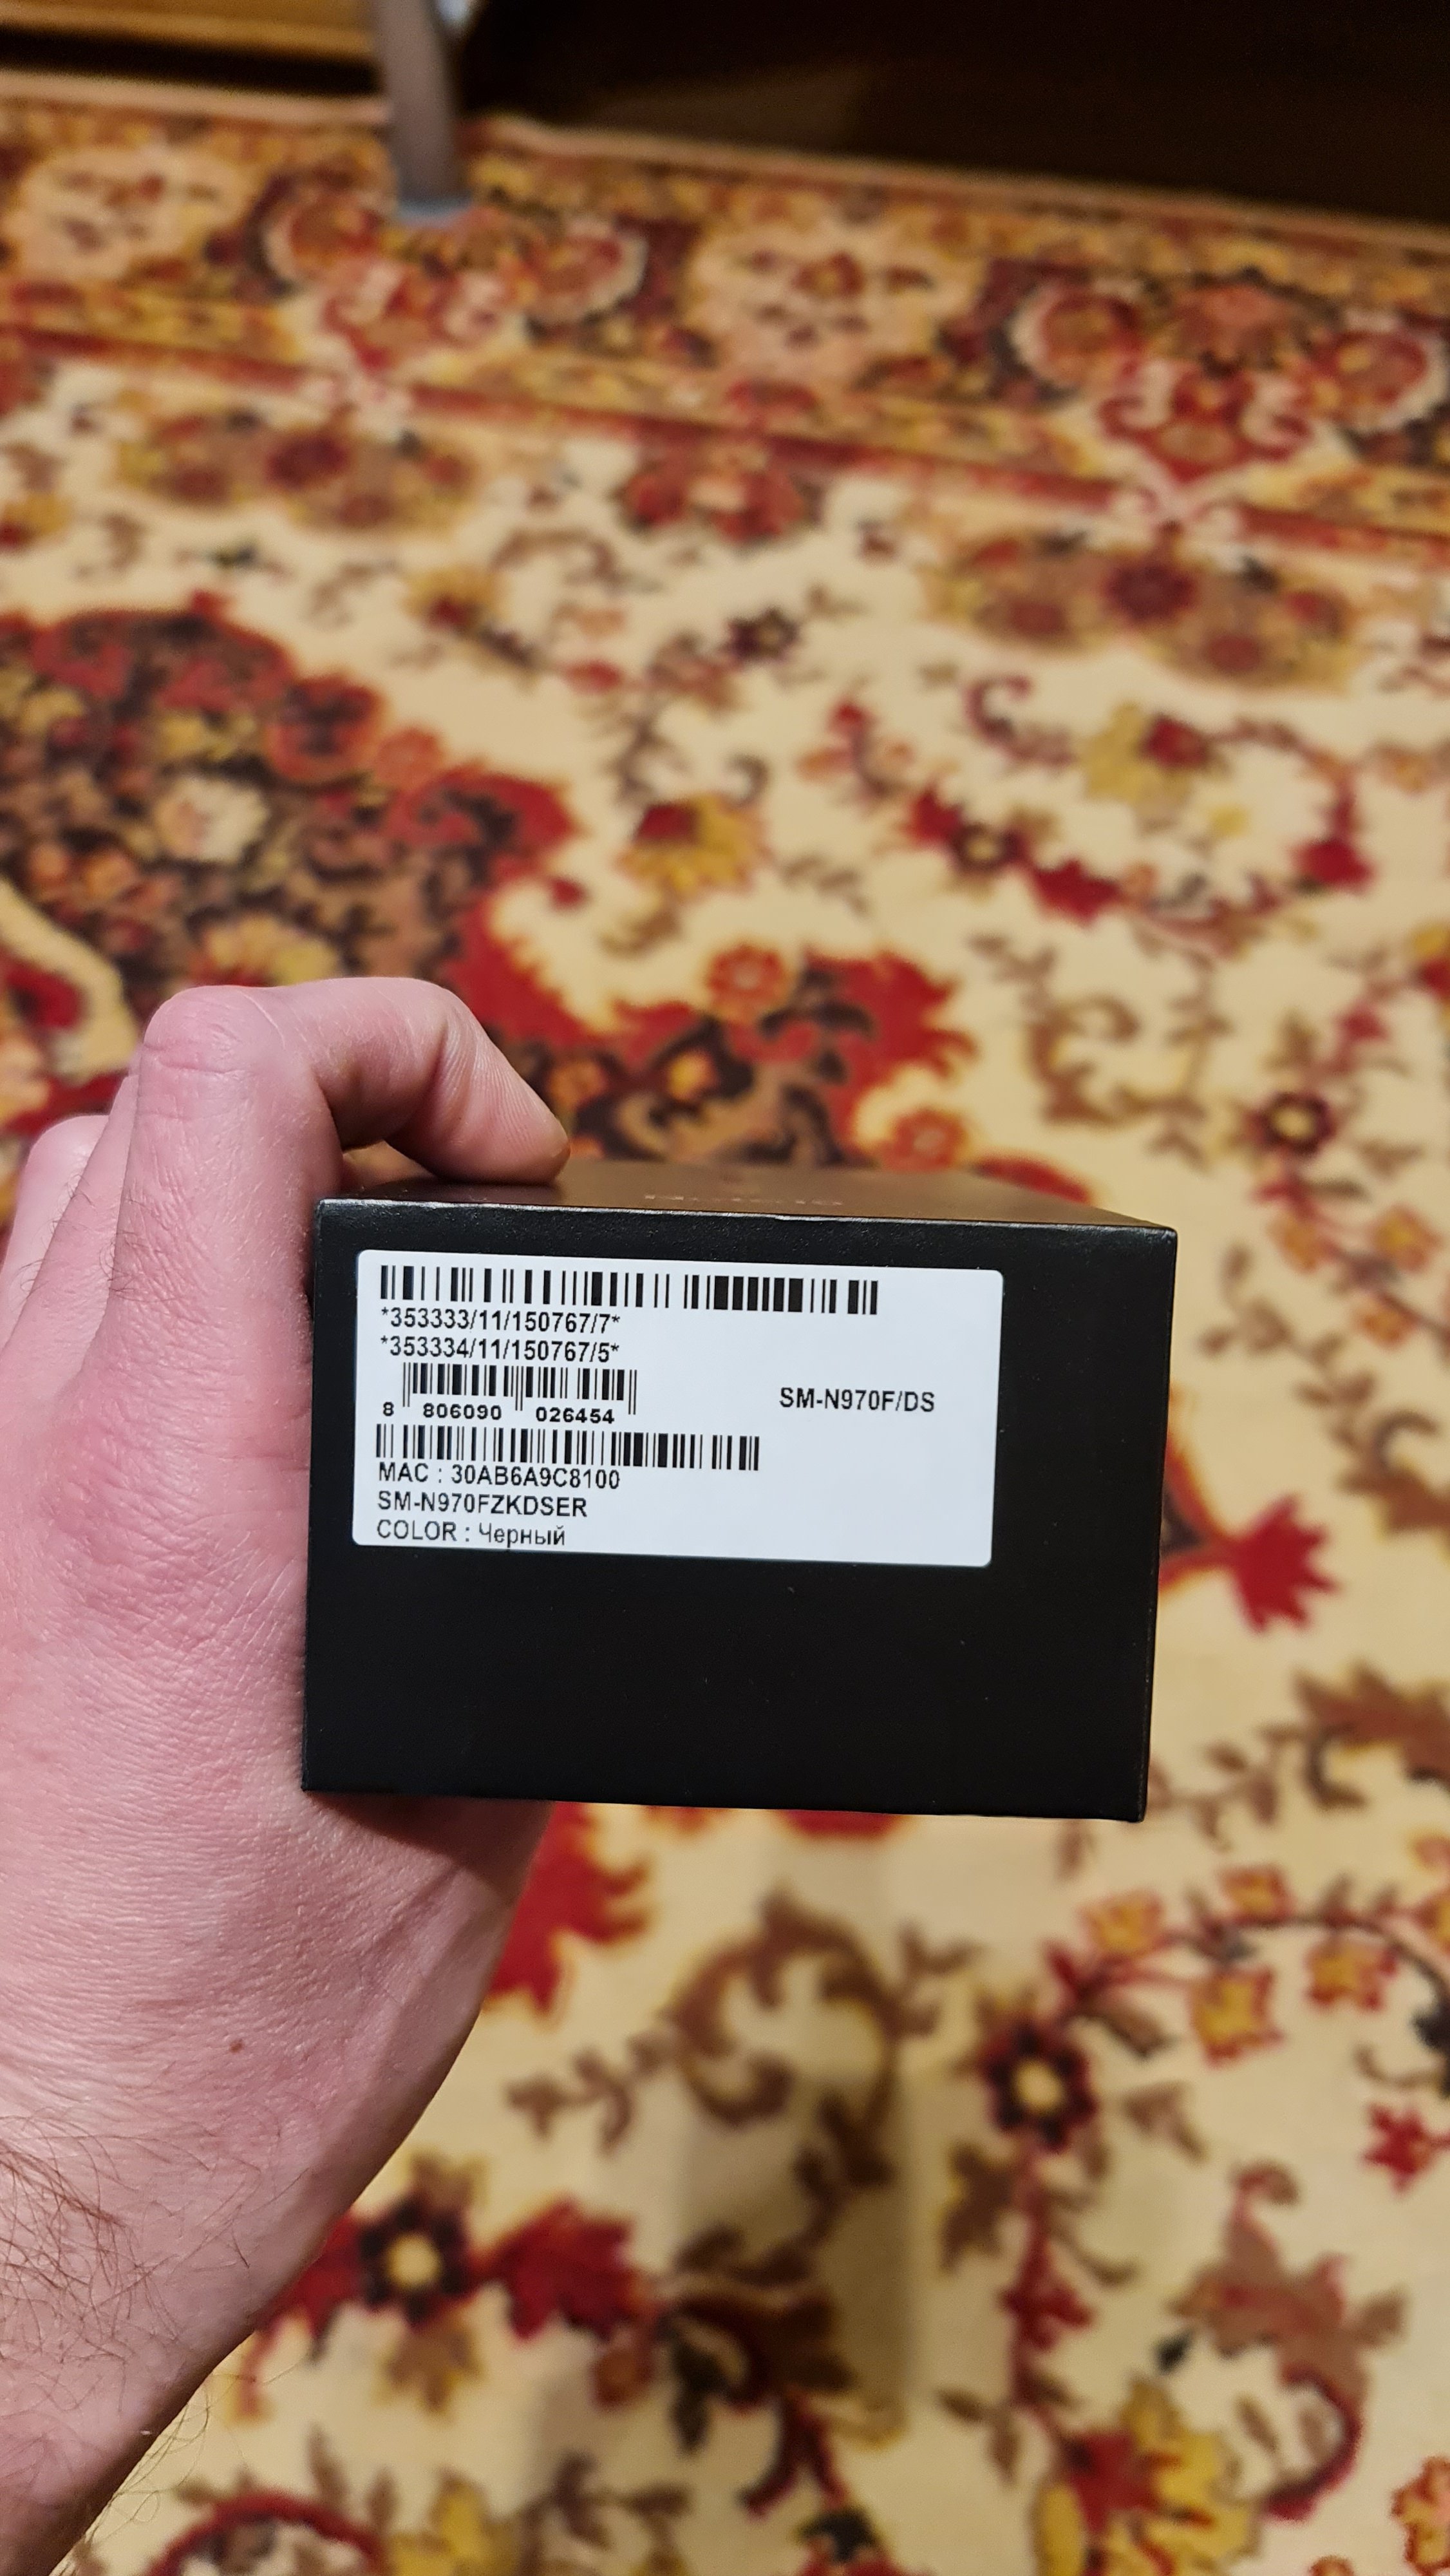 *353333/11/150767/7*
*353334/11/150767/5*
8 806090 026454
SM-N970F/DS
MAC : 30AB6A9C8100
SM-N970FZKDSER
COLOR : Черный